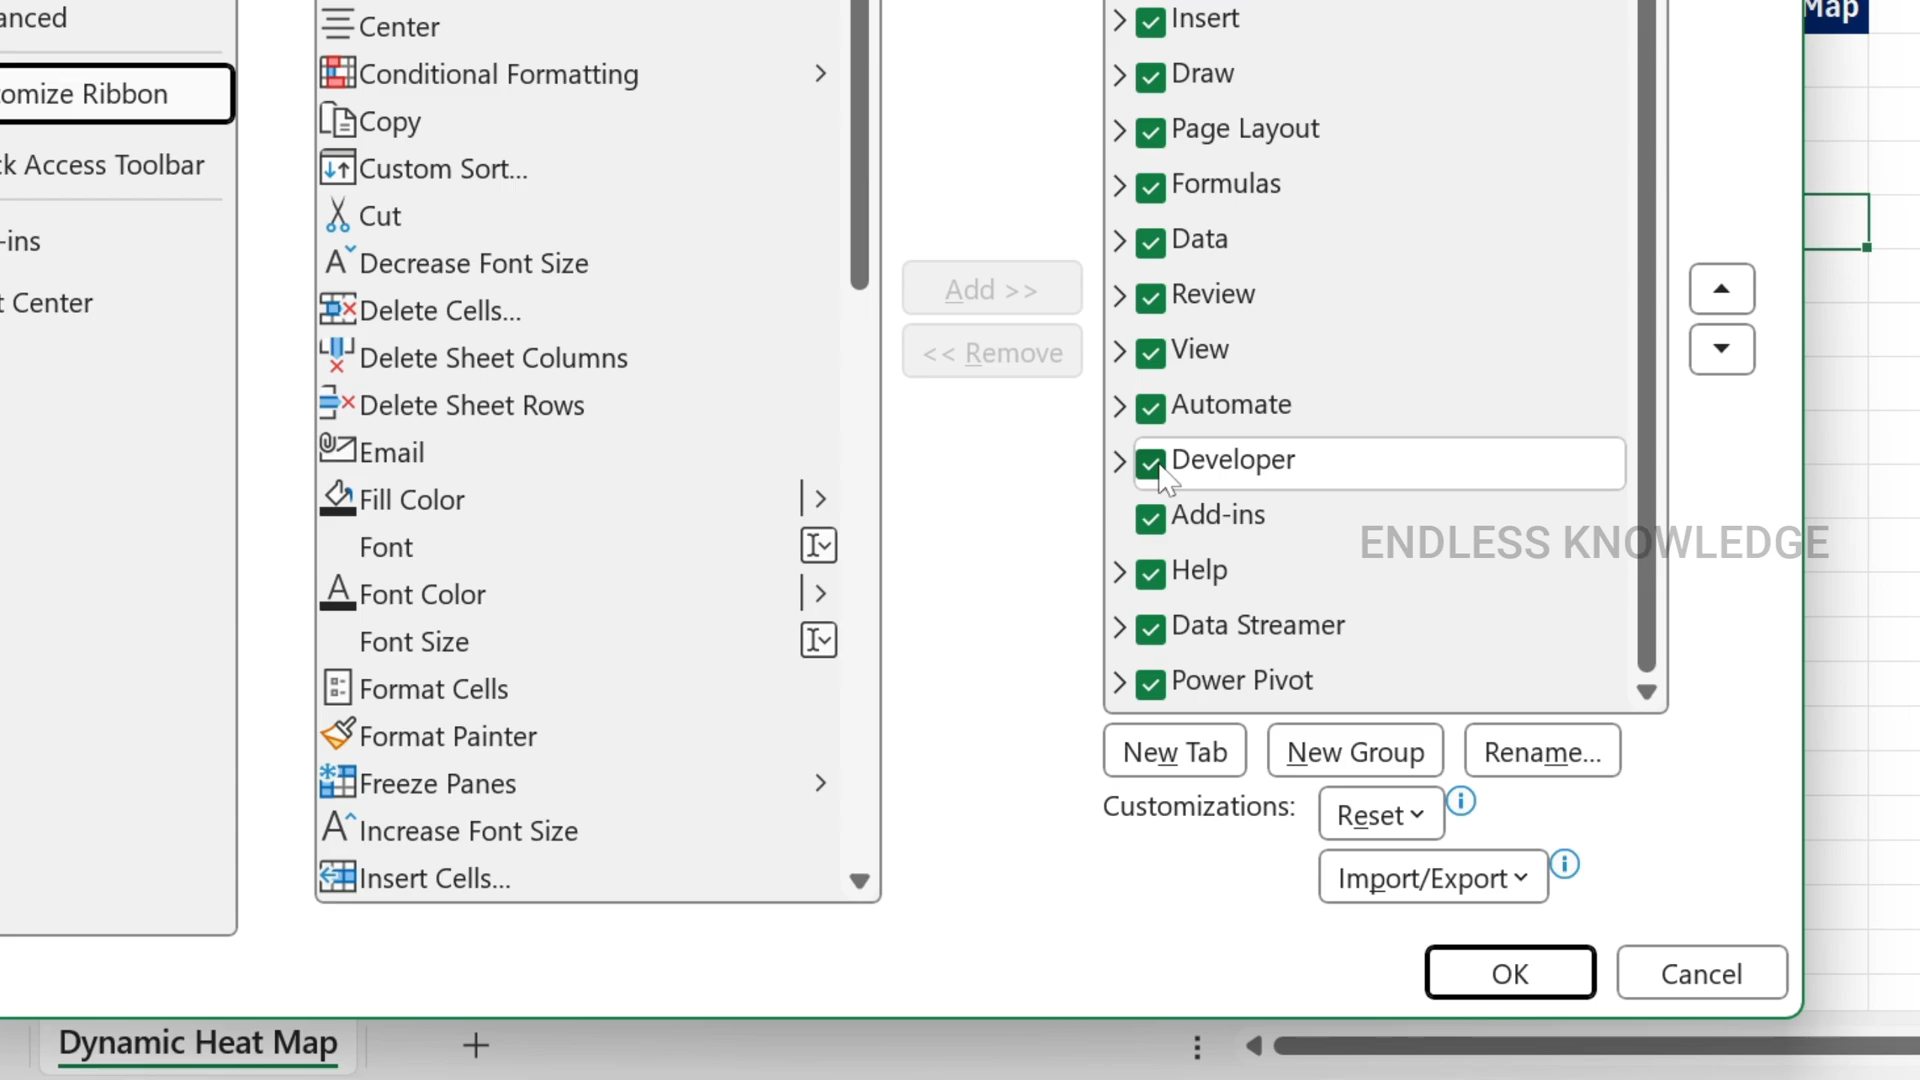 anced
tomize Ribbon
ck Access Toolbar
-ins
t Center
Center
Conditional Formatting
Copy
Custom Sort...
Cut
Decrease Font Size
Delete Cells...
Delete Sheet Columns
Delete Sheet Rows
Email
Fill Color
Font
Font Color
Font Size
Format Cells
Format Painter
Freeze Panes
Increase Font Size
Insert Cells...
Add >>
<< Remove
Insert
Draw
Page Layout
Formulas
Data
Review
View
Automate
Developer
Add-ins
Help
Data Streamer
Power Pivot
New Tab
New Group
Rename...
Customizations:
Reset
Import/Export
OK
Cancel
Map
ENDLESS KNOWLEDGE
Dynamic Heat Map